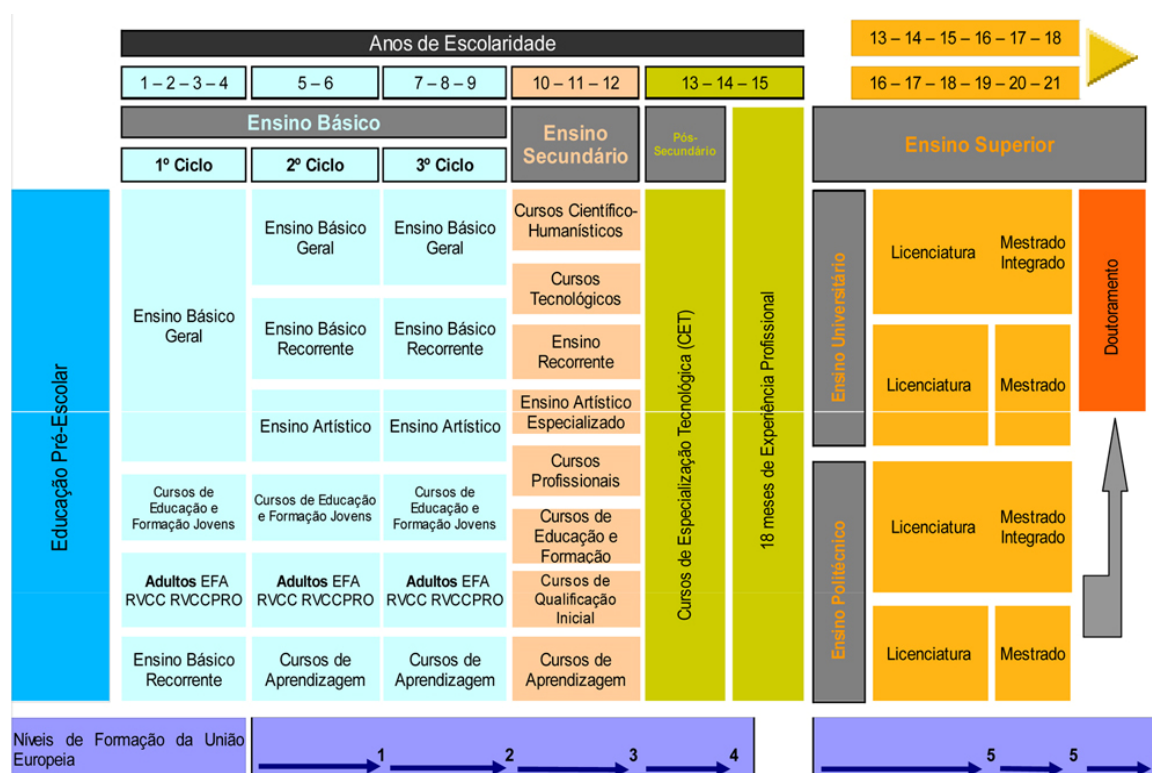 Anos de Escolaridade
13 – 14 – 15 – 16 – 17 – 18
1 – 2 – 3 – 4
5 – 6
7 – 8 – 9
10 – 11 – 12
13 – 14 – 15
16 – 17 – 18 – 19 – 20 – 21
Ensino Básico
Ensino
Secundário
Pós-
Secundário
Ensino Superior
1º Ciclo
2º Ciclo
3º Ciclo
Educação Pré-Escolar
Ensino Básico
Geral
Cursos de
Educação e
Formação Jovens
Adultos EFA
RVCC RVCCPRO
Ensino Básico
Recorrente
Ensino Básico
Geral
Ensino Básico
Recorrente
Ensino Artístico
Cursos de Educação
e Formação Jovens
Adultos EFA
RVCC RVCCPRO
Cursos de
Aprendizagem
Ensino Básico
Geral
Ensino Básico
Recorrente
Ensino Artístico
Cursos de
Educação e
Formação Jovens
Adultos EFA
RVCC RVCCPRO
Cursos de
Aprendizagem
Cursos Científico-
Humanísticos
Cursos
Tecnológicos
Ensino
Recorrente
Ensino Artístico
Especializado
Cursos
Profissionais
Cursos de
Educação e
Formação
Cursos de
Qualificação
Inicial
Cursos de
Aprendizagem
Cursos de Especialização Tecnológica (CET)
18 meses de Experiência Profissional
Ensino Universitário
Licenciatura
Mestrado
Integrado
Licenciatura
Mestrado
Doutoramento
Ensino Politécnico
Licenciatura
Mestrado
Integrado
Licenciatura
Mestrado
Níveis de Formação da União
Europeia
1
2
3
4
5
5